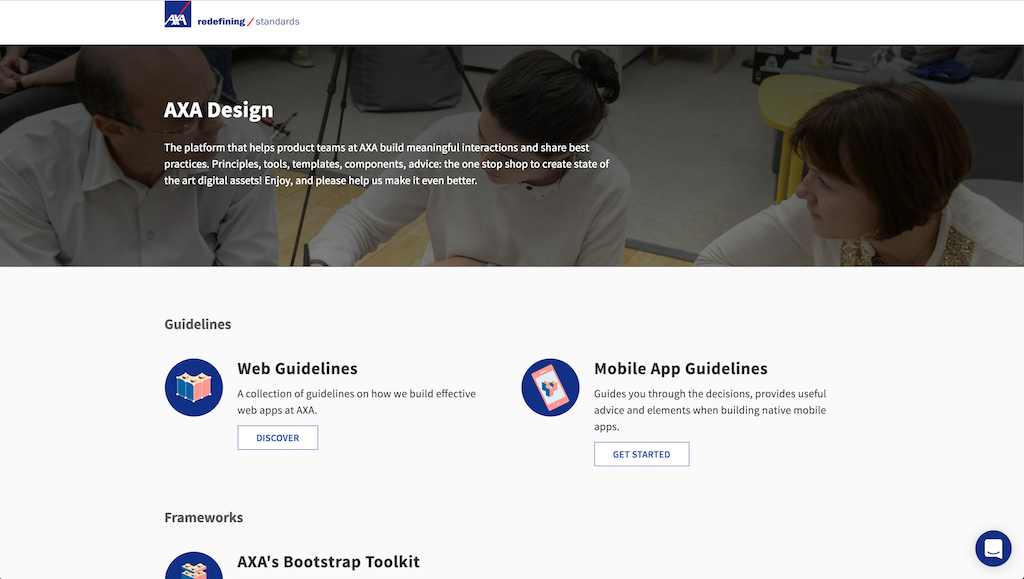 AXA
redefining / standards
AXA Design
The platform that helps product teams at AXA build meaningful interactions and share best
practices. Principles, tools, templates, components, advice: the one stop shop to create state of
the art digital assets! Enjoy, and please help us make it even better.
Guidelines
Web Guidelines
A collection of guidelines on how we build effective
web apps at AXA.
DISCOVER
Mobile App Guidelines
Guides you through the decisions, provides useful
advice and elements when building native mobile
apps.
GET STARTED
Frameworks
AXA's Bootstrap Toolkit